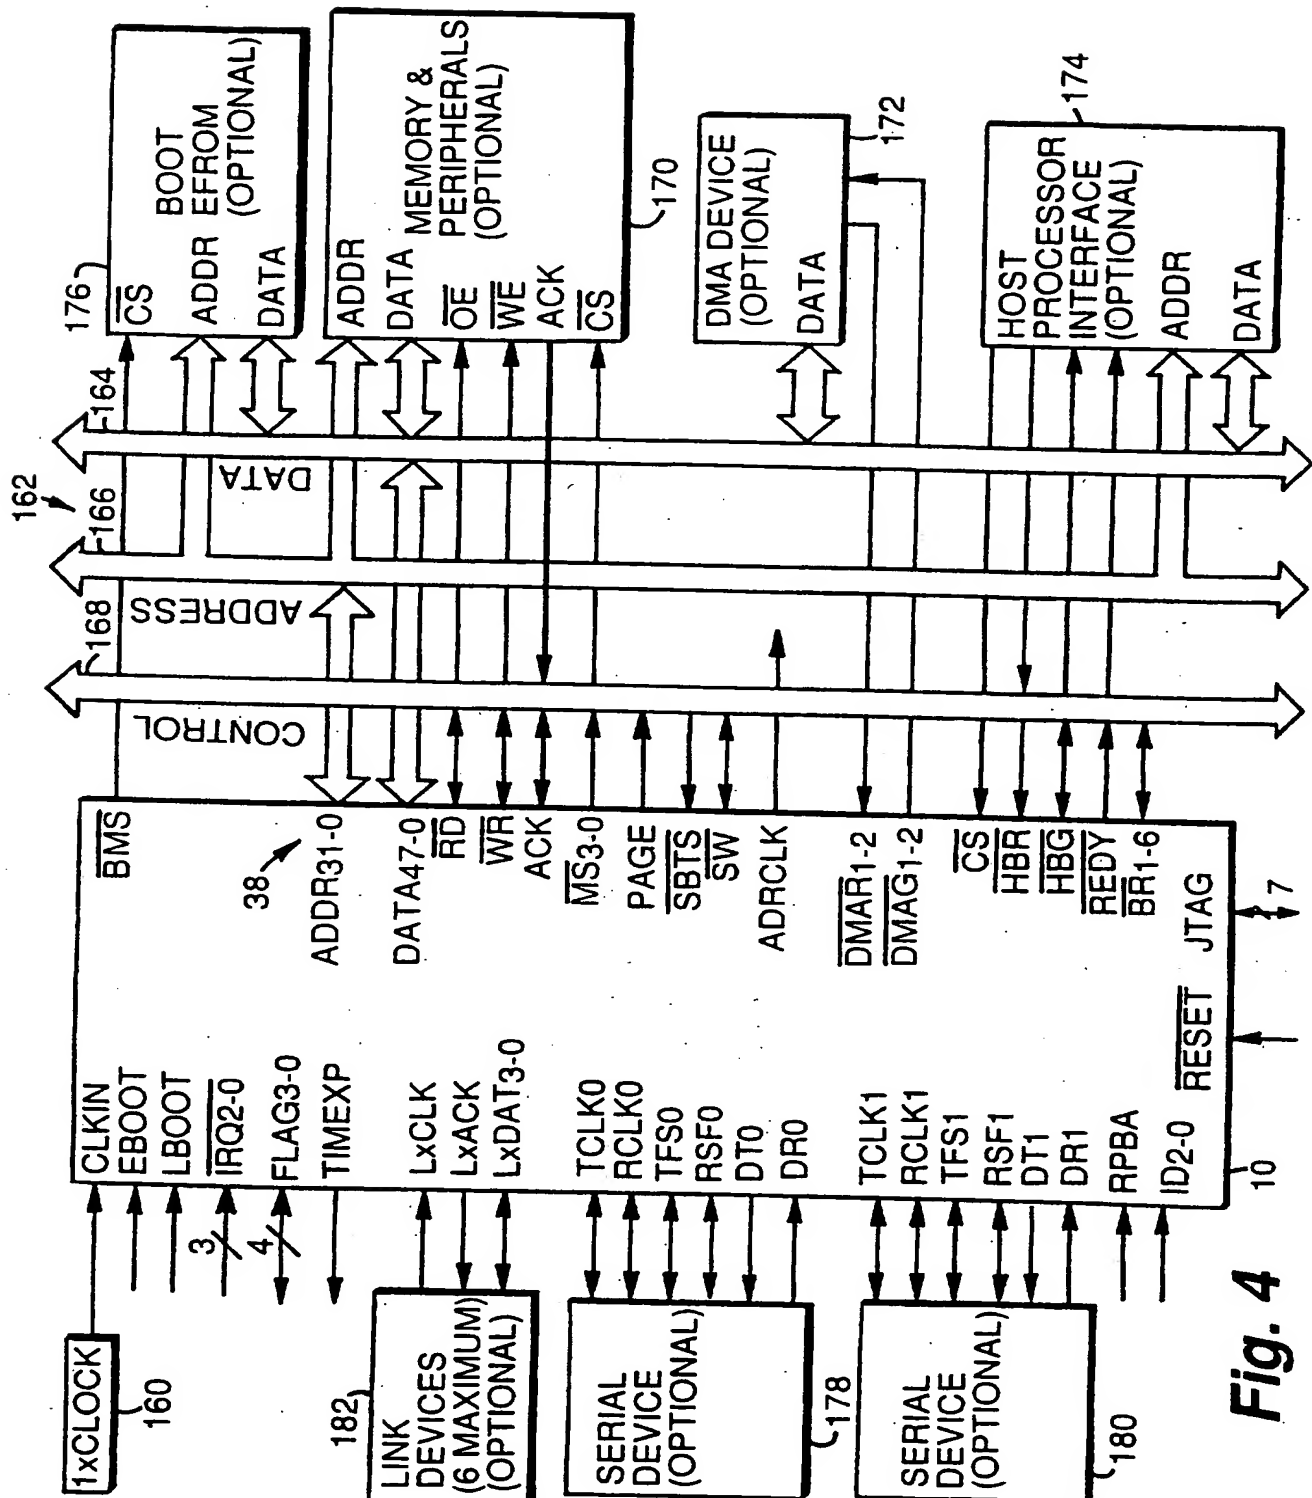 1xCLOCK
160
182
LINK
DEVICES
(6 MAXIMUM)
(OPTIONAL)
SERIAL
DEVICE
(OPTIONAL)
178
SERIAL
DEVICE
(OPTIONAL)
180
3
4
CLKIN
EBOOT
LBOOT
IRQ2-0
FLAG3-0
TIMEXP
LxCLK
LxACK
LxDAT3-0
TCLK0
RCLK0
TFS0
RSF0
DT0
DR0
TCLK1
RCLK1
TFS1
RSF1
DT1
DR1
RPBA
ID2-0
10
RESET
JTAG
7
BMS
38
ADDR31-0
DATA47-0
RD
WR
ACK
MS3-0
PAGE
SBTS
SW
ADRCLK
DMAR1-2
DMAG1-2
CS
HBR
HBG
REDY
BR1-6
CONTROL
168
ADDRESS
166
162
DATA
164
176
CS
BOOT
EFROM
(OPTIONAL)
ADDR
DATA
MEMORY &
PERIPHERALS
(OPTIONAL)
ADDR
DATA
OE
WE
ACK
CS
170
DMA DEVICE
(OPTIONAL)
DATA
172
HOST
PROCESSOR
INTERFACE
(OPTIONAL)
ADDR
DATA
174
Fig. 4